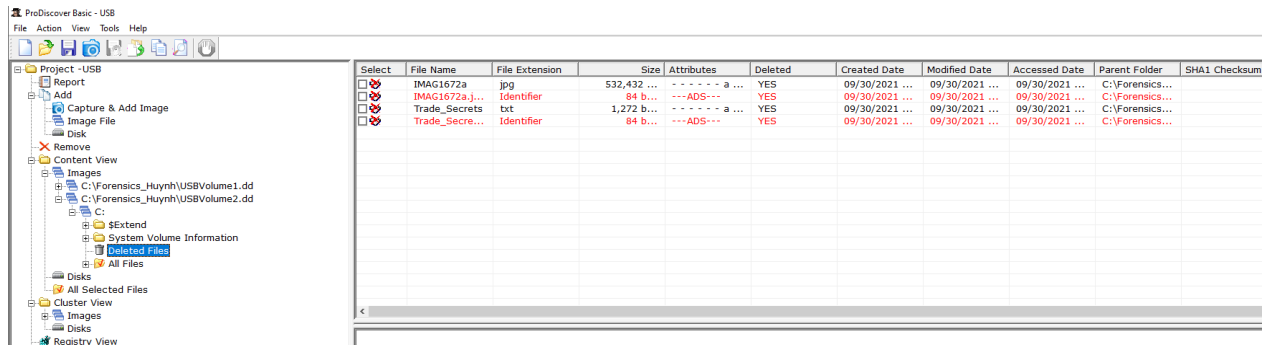 ProDiscover Basic - USB
File Action View Tools Help
Project -USB
Report
Add
Capture & Add Image
Image File
Disk
Remove
Content View
Images
C:\Forensics_Huynh\USBVolume1.dd
C:\Forensics_Huynh\USBVolume2.dd
C:
$Extend
System Volume Information
Deleted Files
All Files
Disks
All Selected Files
Cluster View
Images
Disks
Registry View
Select File Name File Extension Size Attributes Deleted Created Date Modified Date Accessed Date Parent Folder SHA1 Checksum
IMAG1672a jpg 532,432 ... - - - - - - a ... YES 09/30/2021 ... 09/30/2021 ... 09/30/2021 ... C:\Forensics...
IMAG1672a.j... Identifier 84 b... ---ADS--- YES 09/30/2021 ... 09/30/2021 ... 09/30/2021 ... C:\Forensics...
Trade_Secrets txt 1,272 b... - - - - - - a ... YES 09/30/2021 ... 09/30/2021 ... 09/30/2021 ... C:\Forensics...
Trade_Secre... Identifier 84 b... ---ADS--- YES 09/30/2021 ... 09/30/2021 ... 09/30/2021 ... C:\Forensics...